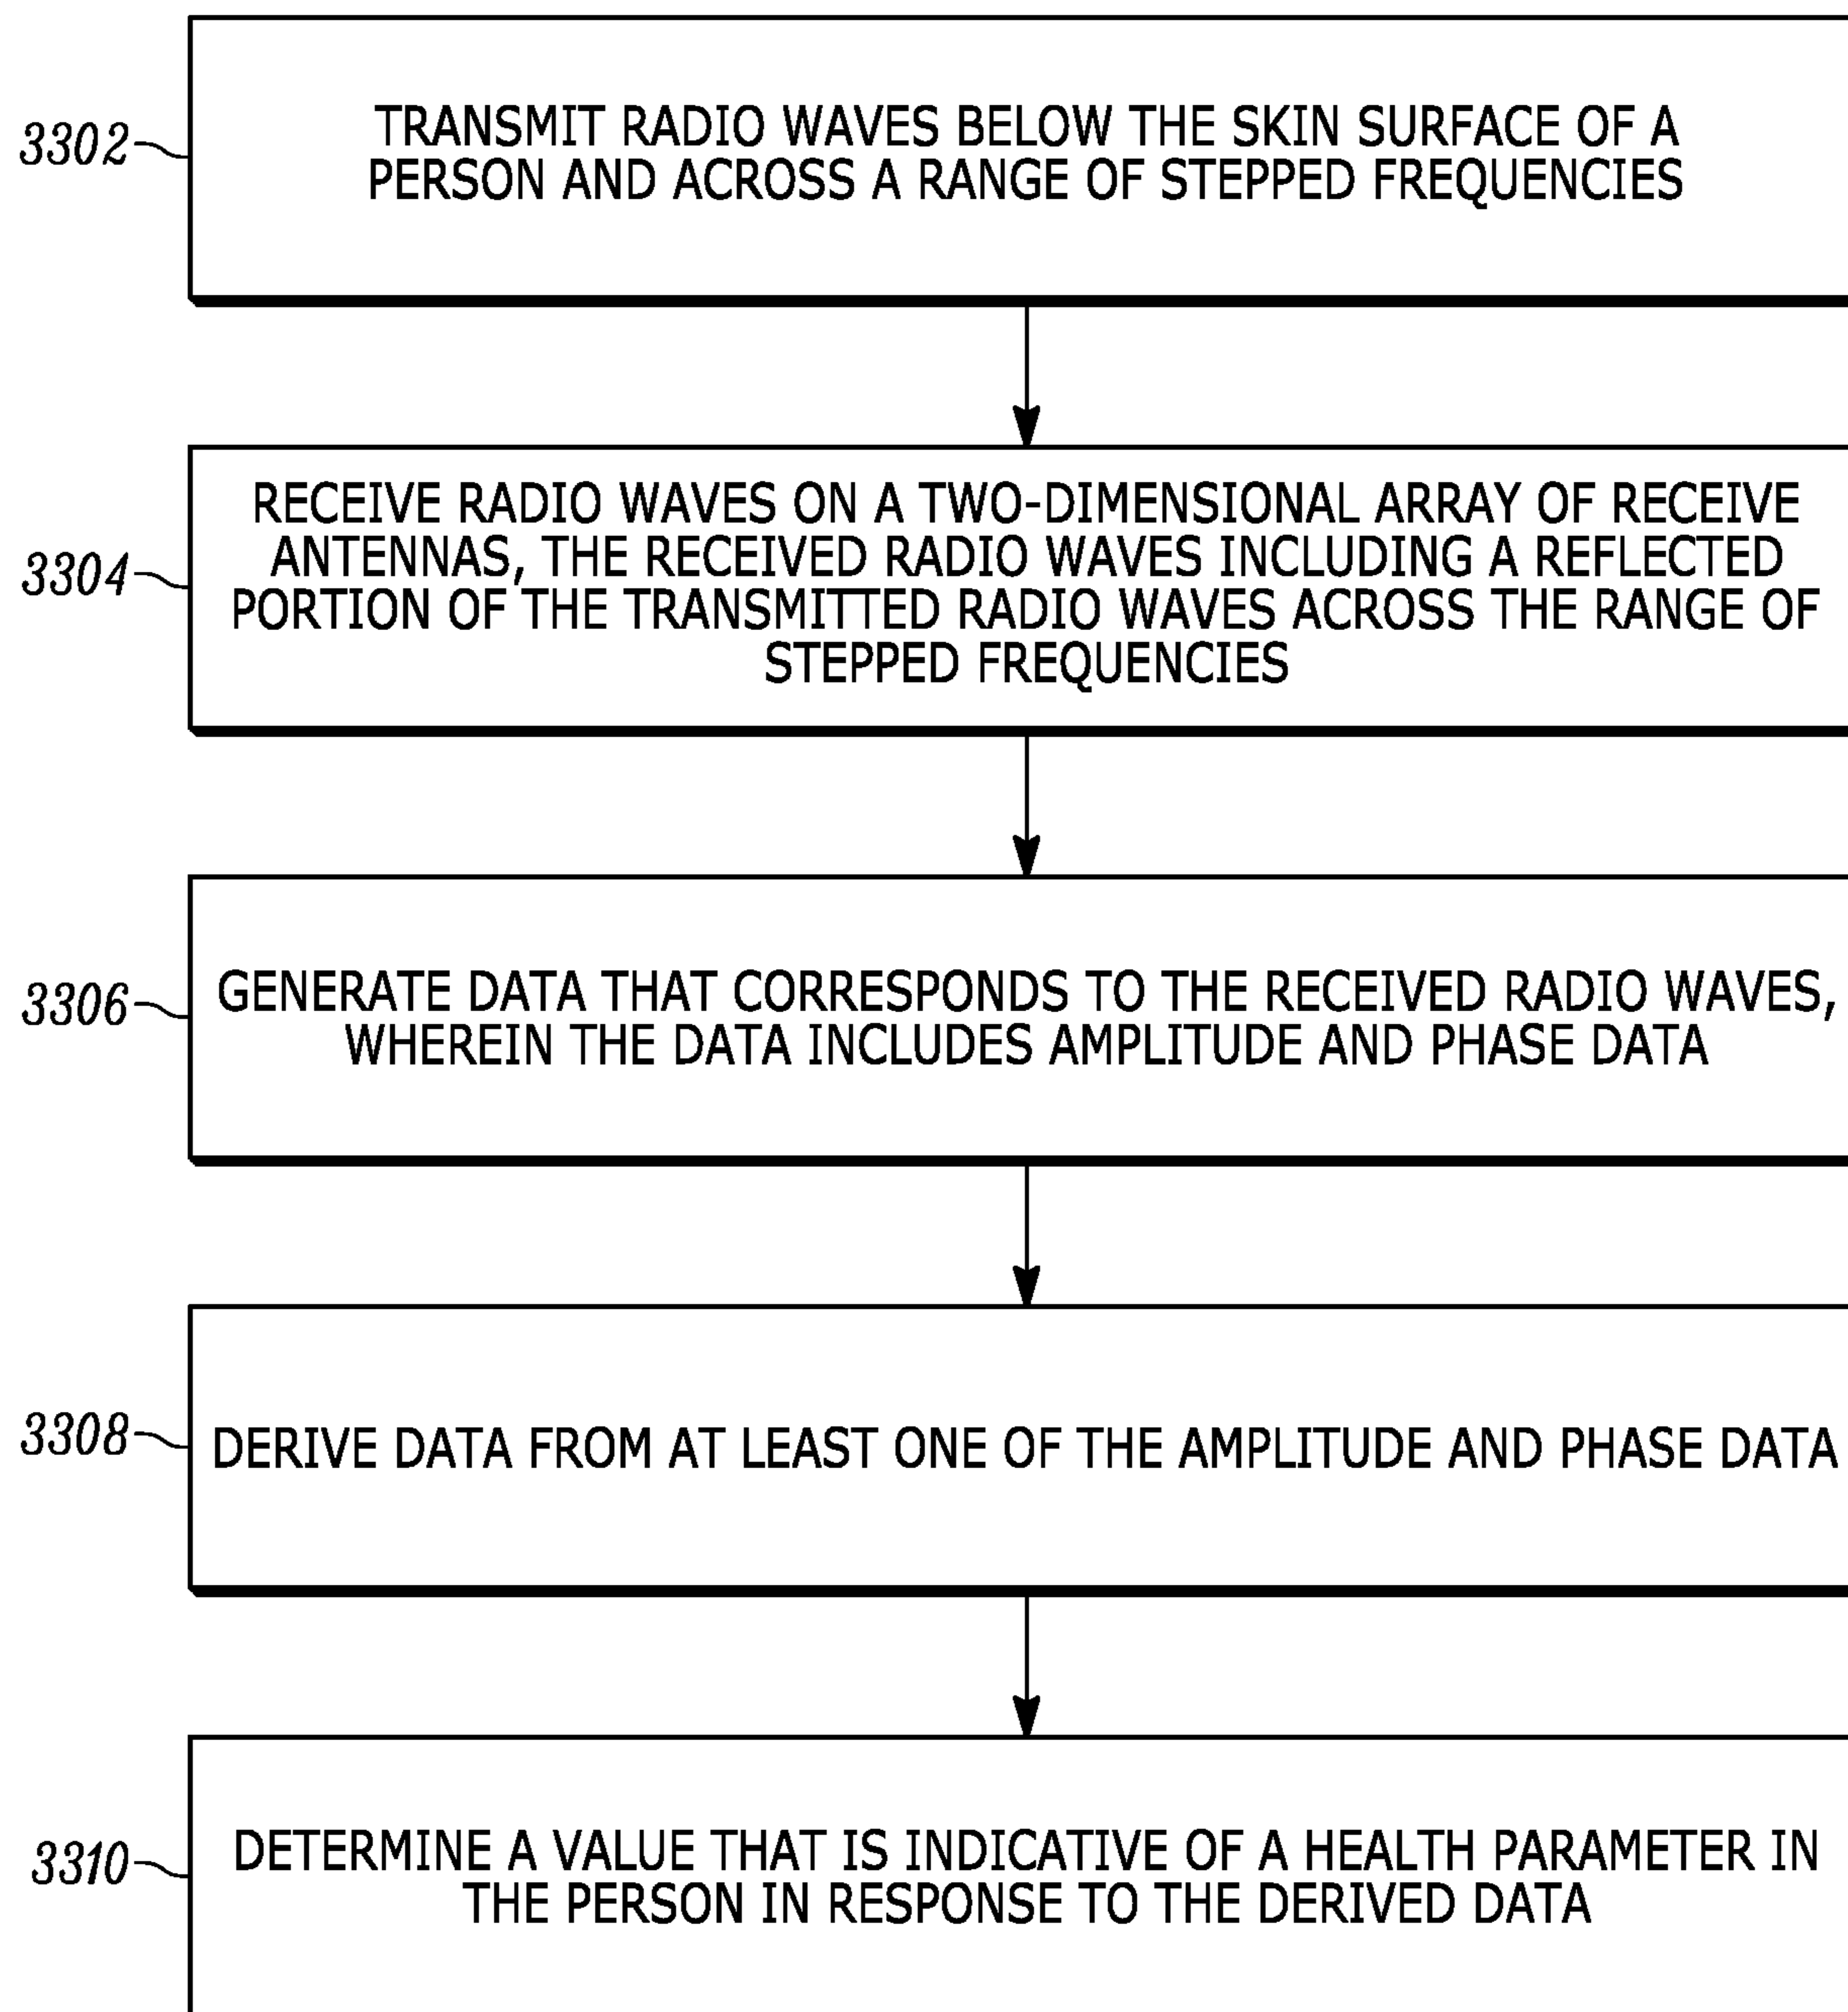 3302
TRANSMIT RADIO WAVES BELOW THE SKIN SURFACE OF A
PERSON AND ACROSS A RANGE OF STEPPED FREQUENCIES
3304
RECEIVE RADIO WAVES ON A TWO-DIMENSIONAL ARRAY OF RECEIVE
ANTENNAS, THE RECEIVED RADIO WAVES INCLUDING A REFLECTED
PORTION OF THE TRANSMITTED RADIO WAVES ACROSS THE RANGE OF
STEPPED FREQUENCIES
3306
GENERATE DATA THAT CORRESPONDS TO THE RECEIVED RADIO WAVES,
WHEREIN THE DATA INCLUDES AMPLITUDE AND PHASE DATA
3308
DERIVE DATA FROM AT LEAST ONE OF THE AMPLITUDE AND PHASE DATA
3310
DETERMINE A VALUE THAT IS INDICATIVE OF A HEALTH PARAMETER IN
THE PERSON IN RESPONSE TO THE DERIVED DATA